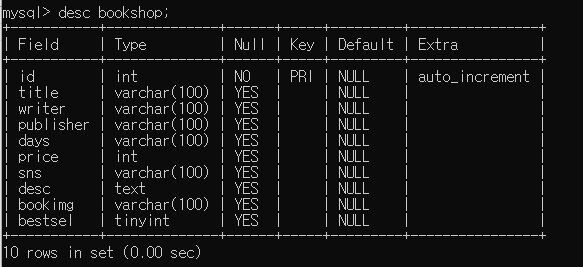 mysql> desc bookshop;
+-----------+--------------+------+-----+---------+----------------+
| Field     | Type         | Null | Key | Default | Extra          |
+-----------+--------------+------+-----+---------+----------------+
| id        | int          | NO   | PRI | NULL    | auto_increment |
| title     | varchar(100) | YES  |     | NULL    |                |
| writer    | varchar(100) | YES  |     | NULL    |                |
| publisher | varchar(100) | YES  |     | NULL    |                |
| days      | varchar(100) | YES  |     | NULL    |                |
| price     | int          | YES  |     | NULL    |                |
| sns       | varchar(100) | YES  |     | NULL    |                |
| desc      | text         | YES  |     | NULL    |                |
| bookimg   | varchar(100) | YES  |     | NULL    |                |
| bestsel   | tinyint      | YES  |     | NULL    |                |
+-----------+--------------+------+-----+---------+----------------+
10 rows in set (0.00 sec)